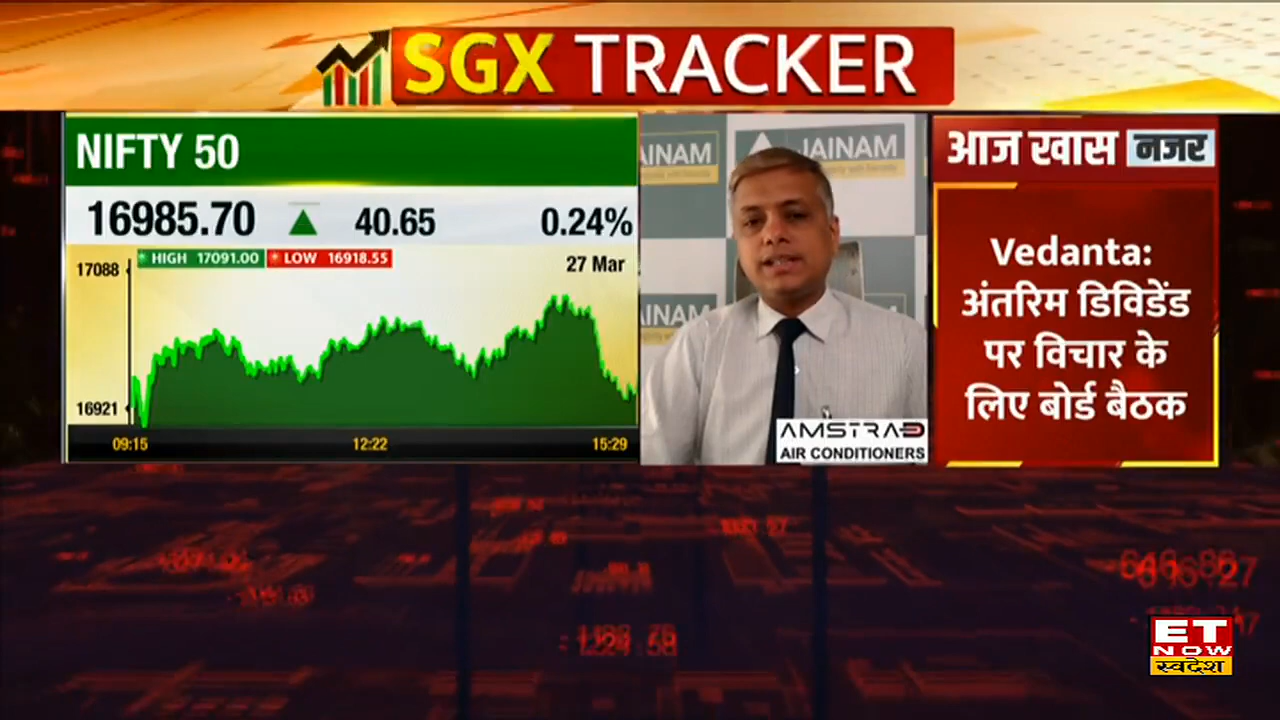 SGX TRACKER
NIFTY 50
16985.70 40.65 0.24%
HIGH 17091.00 LOW 16918.55
27 Mar
17088
16921
09:15 12:22 15:29
JAINAM
JAINAM
AMSTRAD
AIR CONDITIONERS
आज खास नजर
Vedanta:
अंतरिम डिविडेंड
पर विचार के
लिए बोर्ड बैठक
ET
NOW
स्वदेश